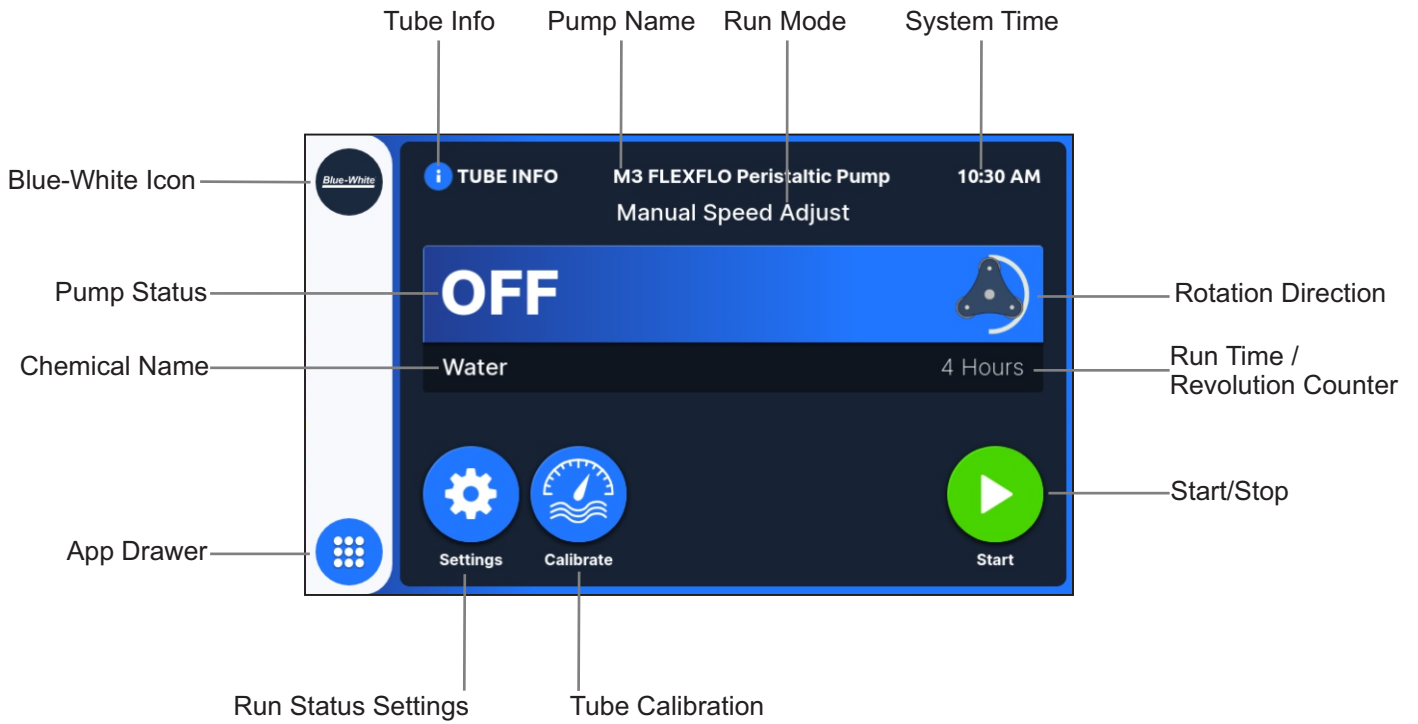 Tube Info
Pump Name
Run Mode
System Time
Blue-White Icon
Blue-White
TUBE INFO
M3 FLEXFLO Peristaltic Pump
10:30 AM
Manual Speed Adjust
Pump Status
OFF
Rotation Direction
Chemical Name
Water
4 Hours
Run Time /
Revolution Counter
Start/Stop
App Drawer
Settings
Calibrate
Start
Run Status Settings
Tube Calibration